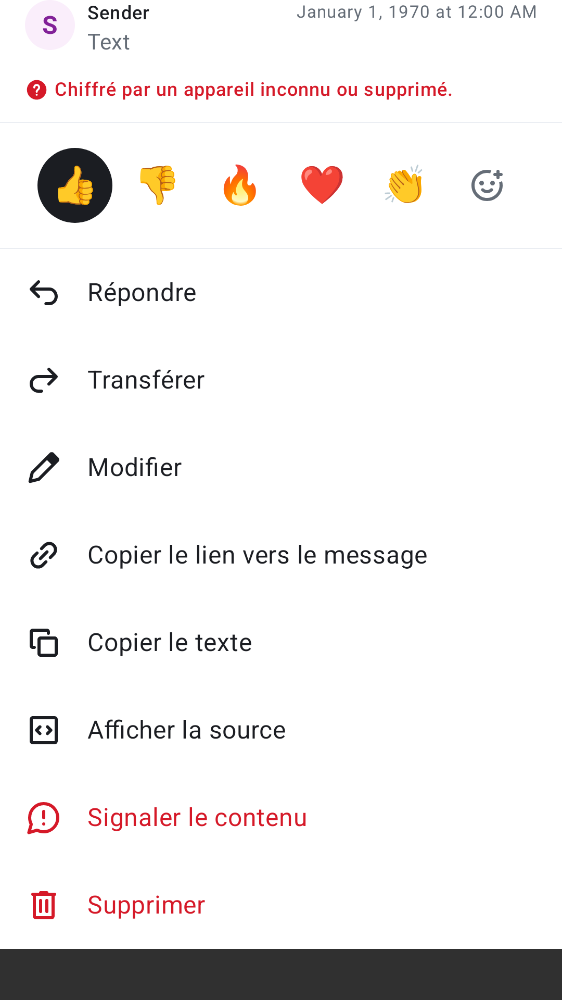 S
Sender
January 1, 1970 at 12:00 AM
Text
Chiffré par un appareil inconnu ou supprimé.
Répondre
Transférer
Modifier
Copier le lien vers le message
Copier le texte
Afficher la source
Signaler le contenu
Supprimer